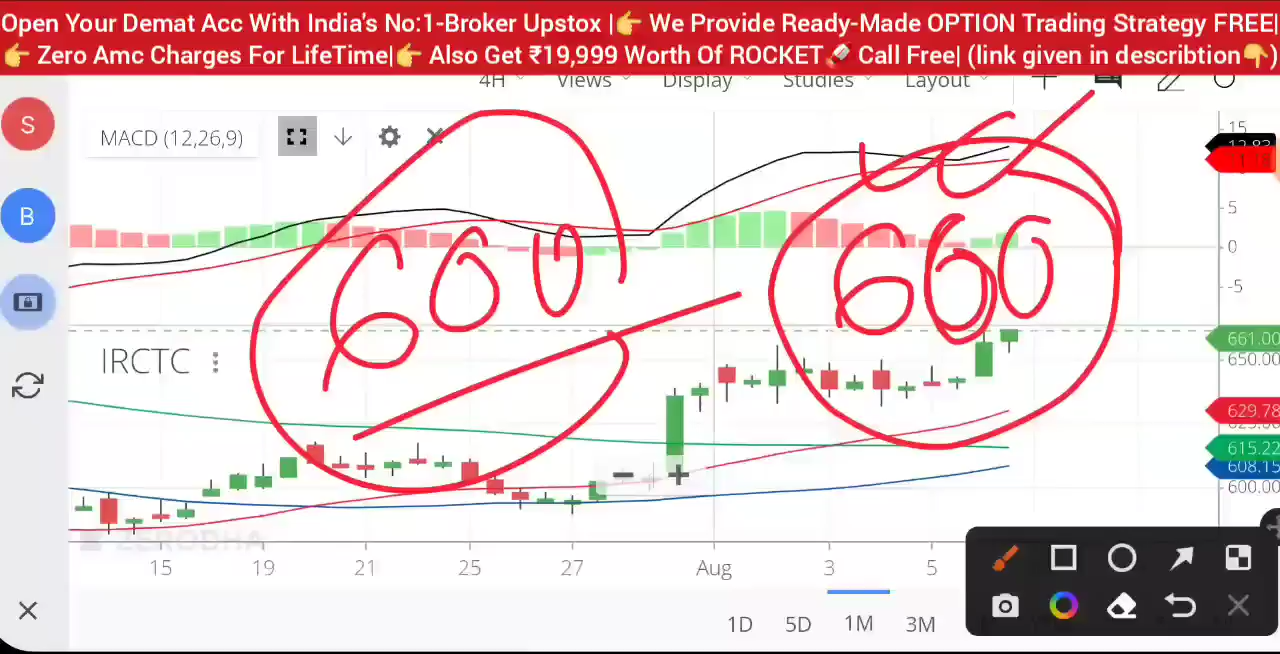 Open Your Demat Acc With India's No:1-Broker Upstox |👉 We Provide Ready-Made OPTION Trading Strategy FREE|
👉 Zero Amc Charges For LifeTime|👉 Also Get ₹19,999 Worth Of ROCKET🚀 Call Free| (link given in describtion👇)
4H Views Display Studies Layout
S
MACD (12,26,9)
15
12.83
B
5
0
-5
600
660
IRCTC
661.00
650.00
629.78
615.22
608.15
600.00
ZERODHA
15 19 21 25 27 Aug 3 5
1D 5D 1M 3M